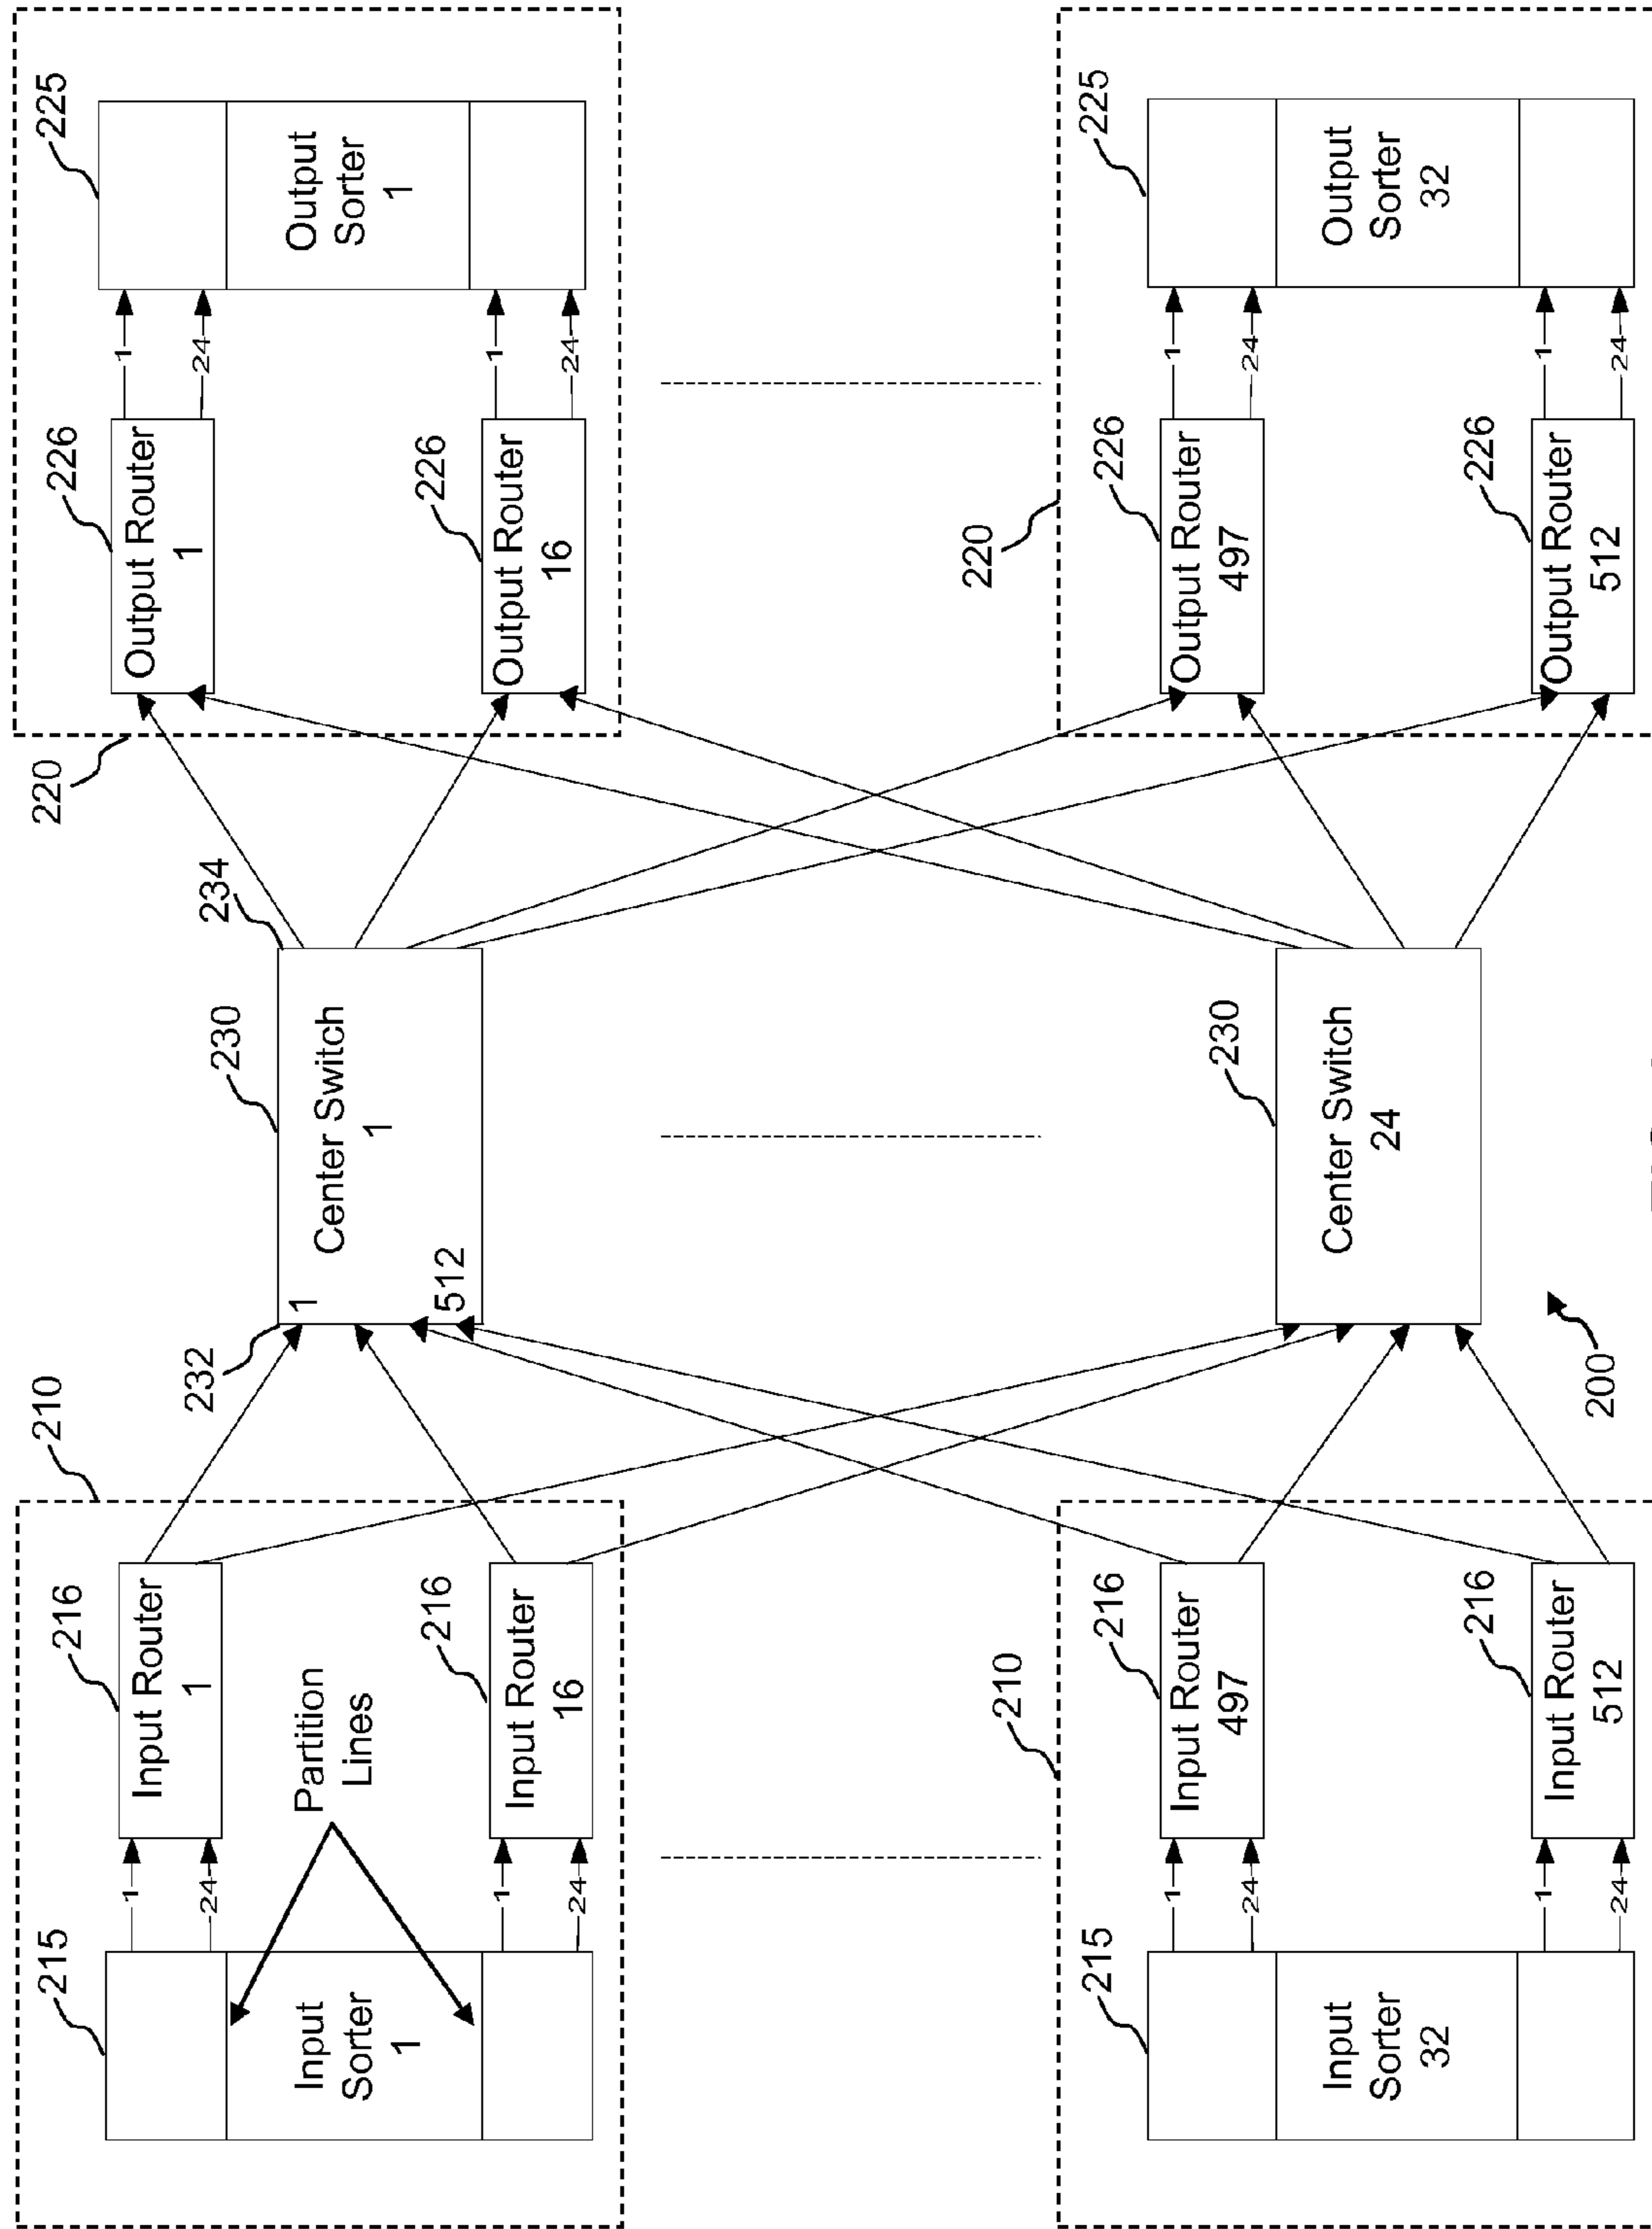 210
215
216
Input Router
1
1
24
Input
Sorter
1
Partition
Lines
216
Input Router
16
1
24
232
230
234
1
Center Switch
1
512
220
226
Output Router
1
1
24
225
Output
Sorter
1
226
Output Router
16
1
24
210
215
216
Input Router
497
1
24
Input
Sorter
32
216
Input Router
512
1
24
230
Center Switch
24
200
220
226
Output Router
497
1
24
225
Output
Sorter
32
226
Output Router
512
1
24